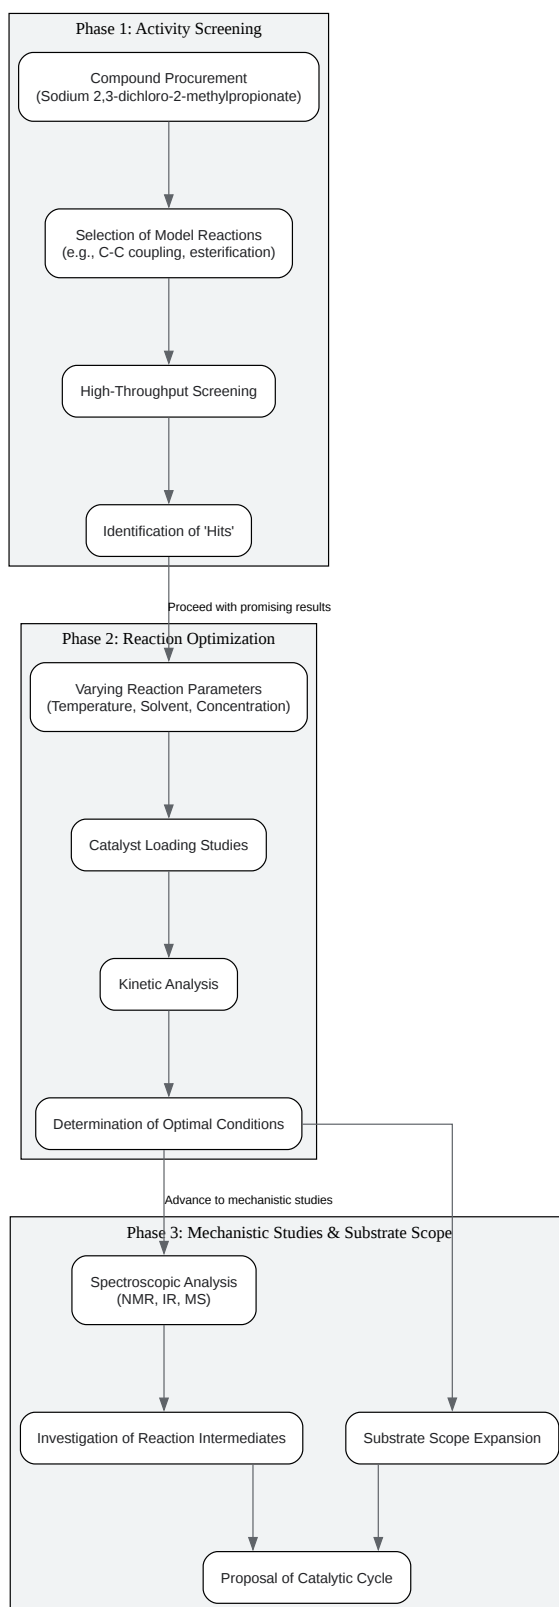 Phase 1: Activity Screening
Compound Procurement
(Sodium 2,3-dichloro-2-methylpropionate)
Selection of Model Reactions
(e.g., C-C coupling, esterification)
High-Throughput Screening
Identification of 'Hits'
Proceed with promising results
Phase 2: Reaction Optimization
Varying Reaction Parameters
(Temperature, Solvent, Concentration)
Catalyst Loading Studies
Kinetic Analysis
Determination of Optimal Conditions
Advance to mechanistic studies
Phase 3: Mechanistic Studies & Substrate Scope
Spectroscopic Analysis
(NMR, IR, MS)
Investigation of Reaction Intermediates
Substrate Scope Expansion
Proposal of Catalytic Cycle